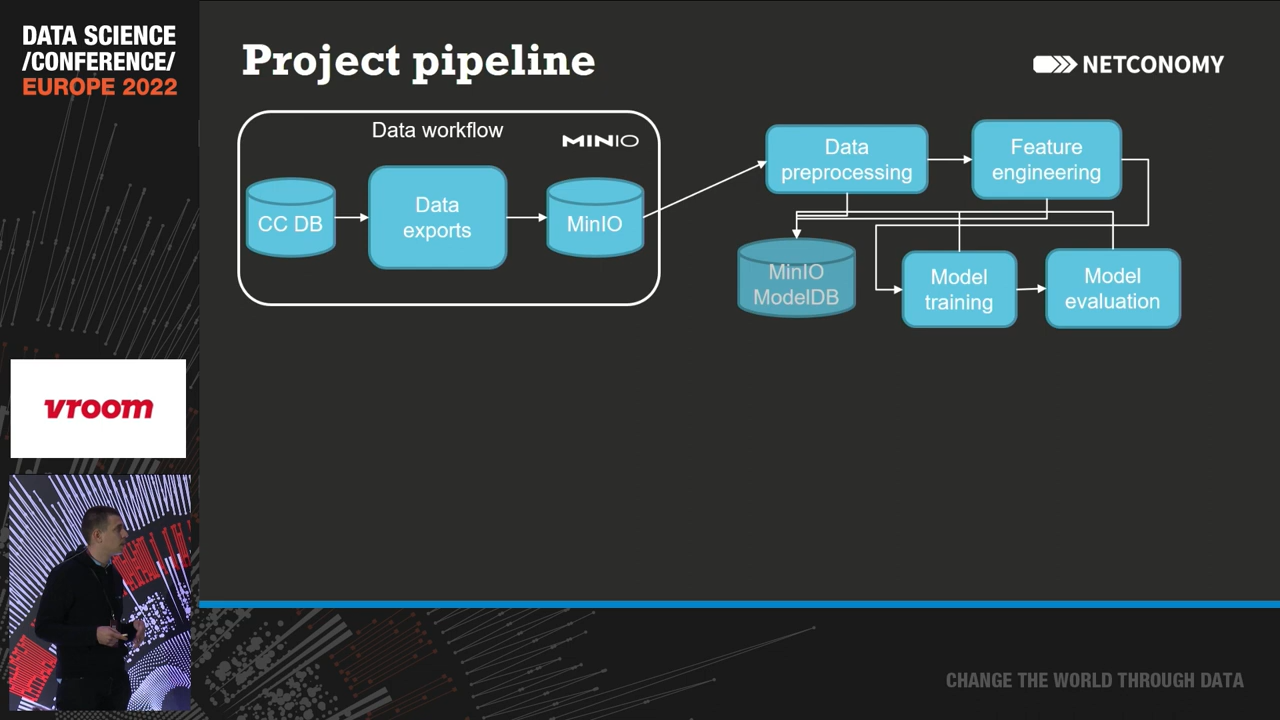 DATA SCIENCE
/CONFERENCE/
EUROPE 2022
Project pipeline
NETCONOMY
Data workflow
MINIO
CC DB
Data
exports
MinIO
Data
preprocessing
Feature
engineering
MinIO
ModelDB
Model
training
Model
evaluation
vroom
CHANGE THE WORLD THROUGH DATA